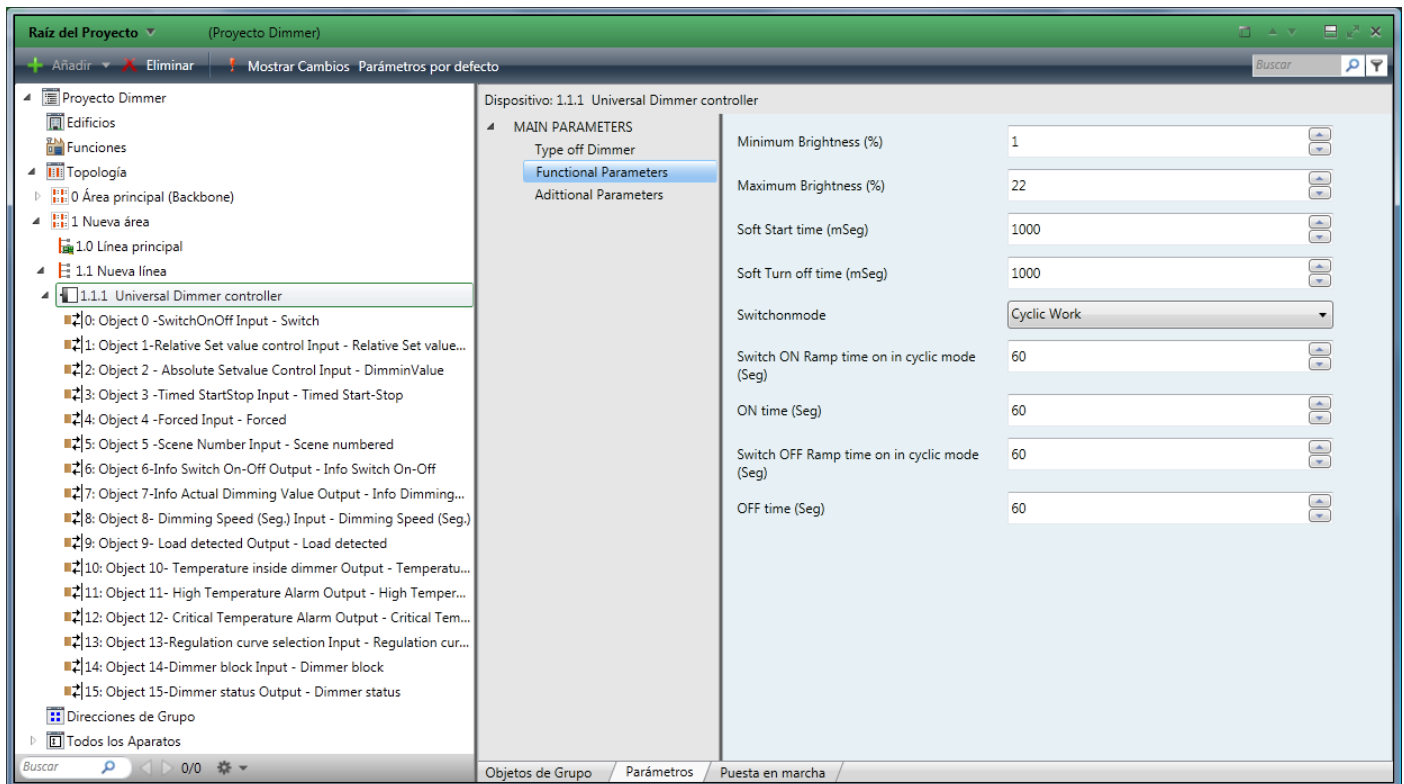 Raíz del Proyecto (Proyecto Dimmer)
Añadir Eliminar Mostrar Cambios Parámetros por defecto Buscar
Proyecto Dimmer
Edificios
Funciones
Topología
0 Área principal (Backbone)
1 Nueva área
1.0 Línea principal
1.1 Nueva línea
1.1.1 Universal Dimmer controller
0: Object 0 -SwitchOnOff Input - Switch
1: Object 1-Relative Set value control Input - Relative Set value...
2: Object 2 - Absolute Setvalue Control Input - DimminValue
3: Object 3 -Timed StartStop Input - Timed Start-Stop
4: Object 4 -Forced Input - Forced
5: Object 5 -Scene Number Input - Scene numbered
6: Object 6-Info Switch On-Off Output - Info Switch On-Off
7: Object 7-Info Actual Dimming Value Output - Info Dimming...
8: Object 8- Dimming Speed (Seg.) Input - Dimming Speed (Seg.)
9: Object 9- Load detected Output - Load detected
10: Object 10- Temperature inside dimmer Output - Temperatu...
11: Object 11- High Temperature Alarm Output - High Temper...
12: Object 12- Critical Temperature Alarm Output - Critical Tem...
13: Object 13-Regulation curve selection Input - Regulation cur...
14: Object 14-Dimmer block Input - Dimmer block
15: Object 15-Dimmer status Output - Dimmer status
Direcciones de Grupo
Todos los Aparatos
Buscar 0/0
Dispositivo: 1.1.1 Universal Dimmer controller
MAIN PARAMETERS
Type off Dimmer
Functional Parameters
Adittional Parameters
Minimum Brightness (%) 1
Maximum Brightness (%) 22
Soft Start time (mSeg) 1000
Soft Turn off time (mSeg) 1000
Switchonmode Cyclic Work
Switch ON Ramp time on in cyclic mode 60
(Seg)
ON time (Seg) 60
Switch OFF Ramp time on in cyclic mode 60
(Seg)
OFF time (Seg) 60
Objetos de Grupo Parámetros Puesta en marcha